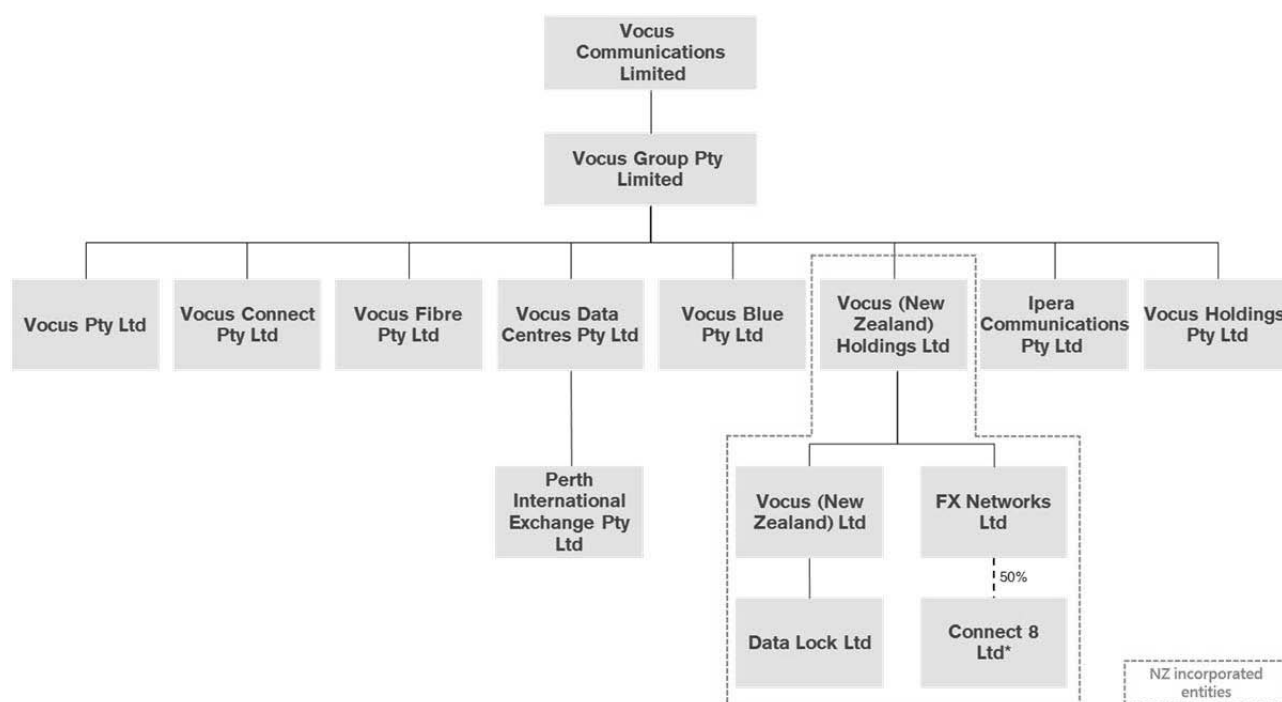 Vocus
Communications
Limited
Vocus Group Pty
Limited
Vocus Pty Ltd
Vocus Connect
Pty Ltd
Vocus Fibre
Pty Ltd
Vocus Data
Centres Pty Ltd
Vocus Blue
Pty Ltd
Vocus (New
Zealand)
Holdings Ltd
Ipera
Communications
Pty Ltd
Vocus Holdings
Pty Ltd
Perth
International
Exchange Pty
Ltd
Vocus (New
Zealand) Ltd
FX Networks
Ltd
50%
Data Lock Ltd
Connect 8
Ltd*
NZ incorporated
entities